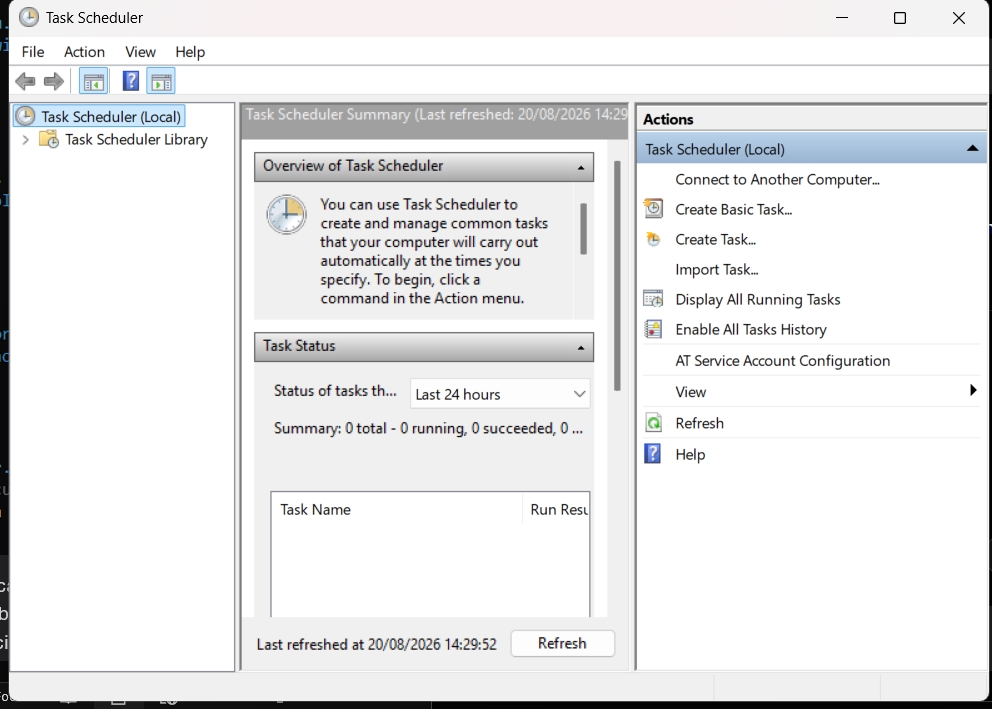 Task Scheduler
File Action View Help
Task Scheduler (Local)
Task Scheduler Library
Task Scheduler Summary (Last refreshed: 20/08/2026 14:29
Overview of Task Scheduler
You can use Task Scheduler to
create and manage common tasks
that your computer will carry out
automatically at the times you
specify. To begin, click a
command in the Action menu.
Task Status
Status of tasks th...
Last 24 hours
Summary: 0 total - 0 running, 0 succeeded, 0 ...
Task Name
Run Resu
Last refreshed at 20/08/2026 14:29:52
Refresh
Actions
Task Scheduler (Local)
Connect to Another Computer...
Create Basic Task...
Create Task...
Import Task...
Display All Running Tasks
Enable All Tasks History
AT Service Account Configuration
View
Refresh
Help